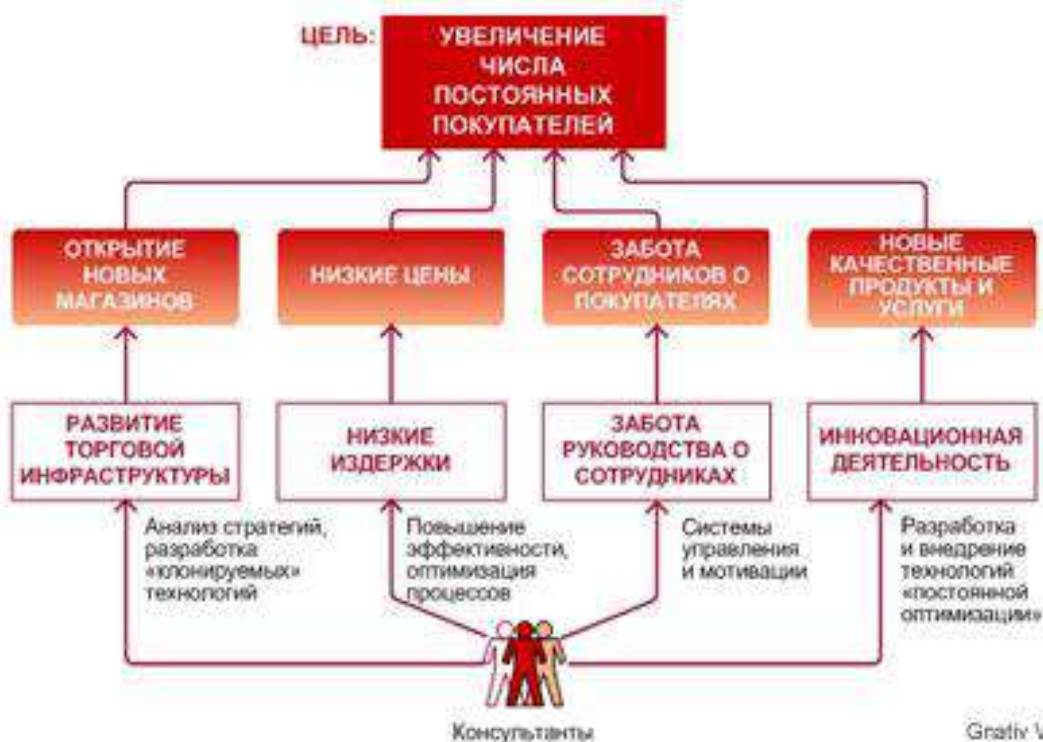 ЦЕЛЬ:
УВЕЛИЧЕНИЕ
ЧИСЛА
ПОСТОЯННЫХ
ПОКУПАТЕЛЕЙ
ОТКРЫТИЕ
НОВЫХ
МАГАЗИНОВ
НИЗКИЕ ЦЕНЫ
ЗАБОТА
СОТРУДНИКОВ О
ПОКУПАТЕЛЯХ
НОВЫЕ
КАЧЕСТВЕННЫЕ
ПРОДУКТЫ И
УСЛУГИ
РАЗВИТИЕ
ТОРГОВОЙ
ИНФРАСТРУКТУРЫ
НИЗКИЕ
ИЗДЕРЖКИ
ЗАБОТА
РУКОВОДСТВА О
СОТРУДНИКАХ
ИННОВАЦИОННАЯ
ДЕЯТЕЛЬНОСТЬ
Анализ стратегий,
разработка
«клонируемых»
технологий
Повышение
эффективности,
оптимизация
процессов
Системы
управления
и мотивации
Разработка
и внедрение
технологий
«постоянной
оптимизации»
Консультанты
Gnativ V